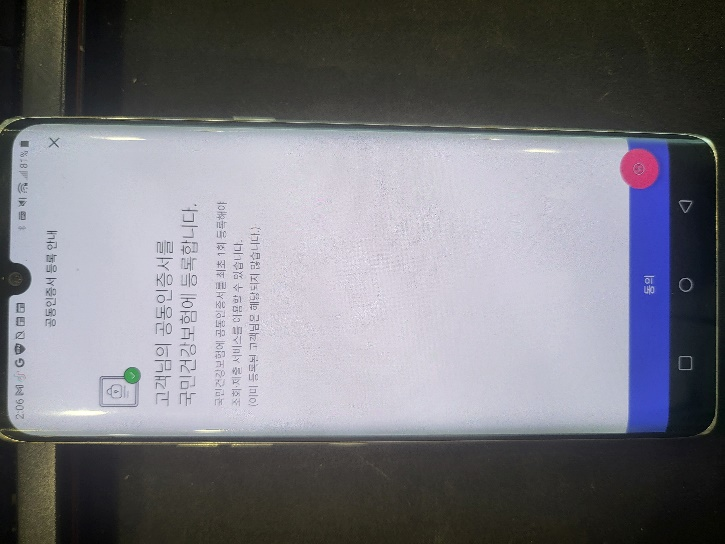 2:06
81%
공동인증서 등록 안내
고객님의 공동인증서를
국민건강보험에 등록합니다.
국민건강보험에 공동인증서를 최초 1회 등록해야
조회·제출 서비스를 이용할 수 있습니다.
(이미 등록된 고객님은 해당되지 않습니다.)
동의